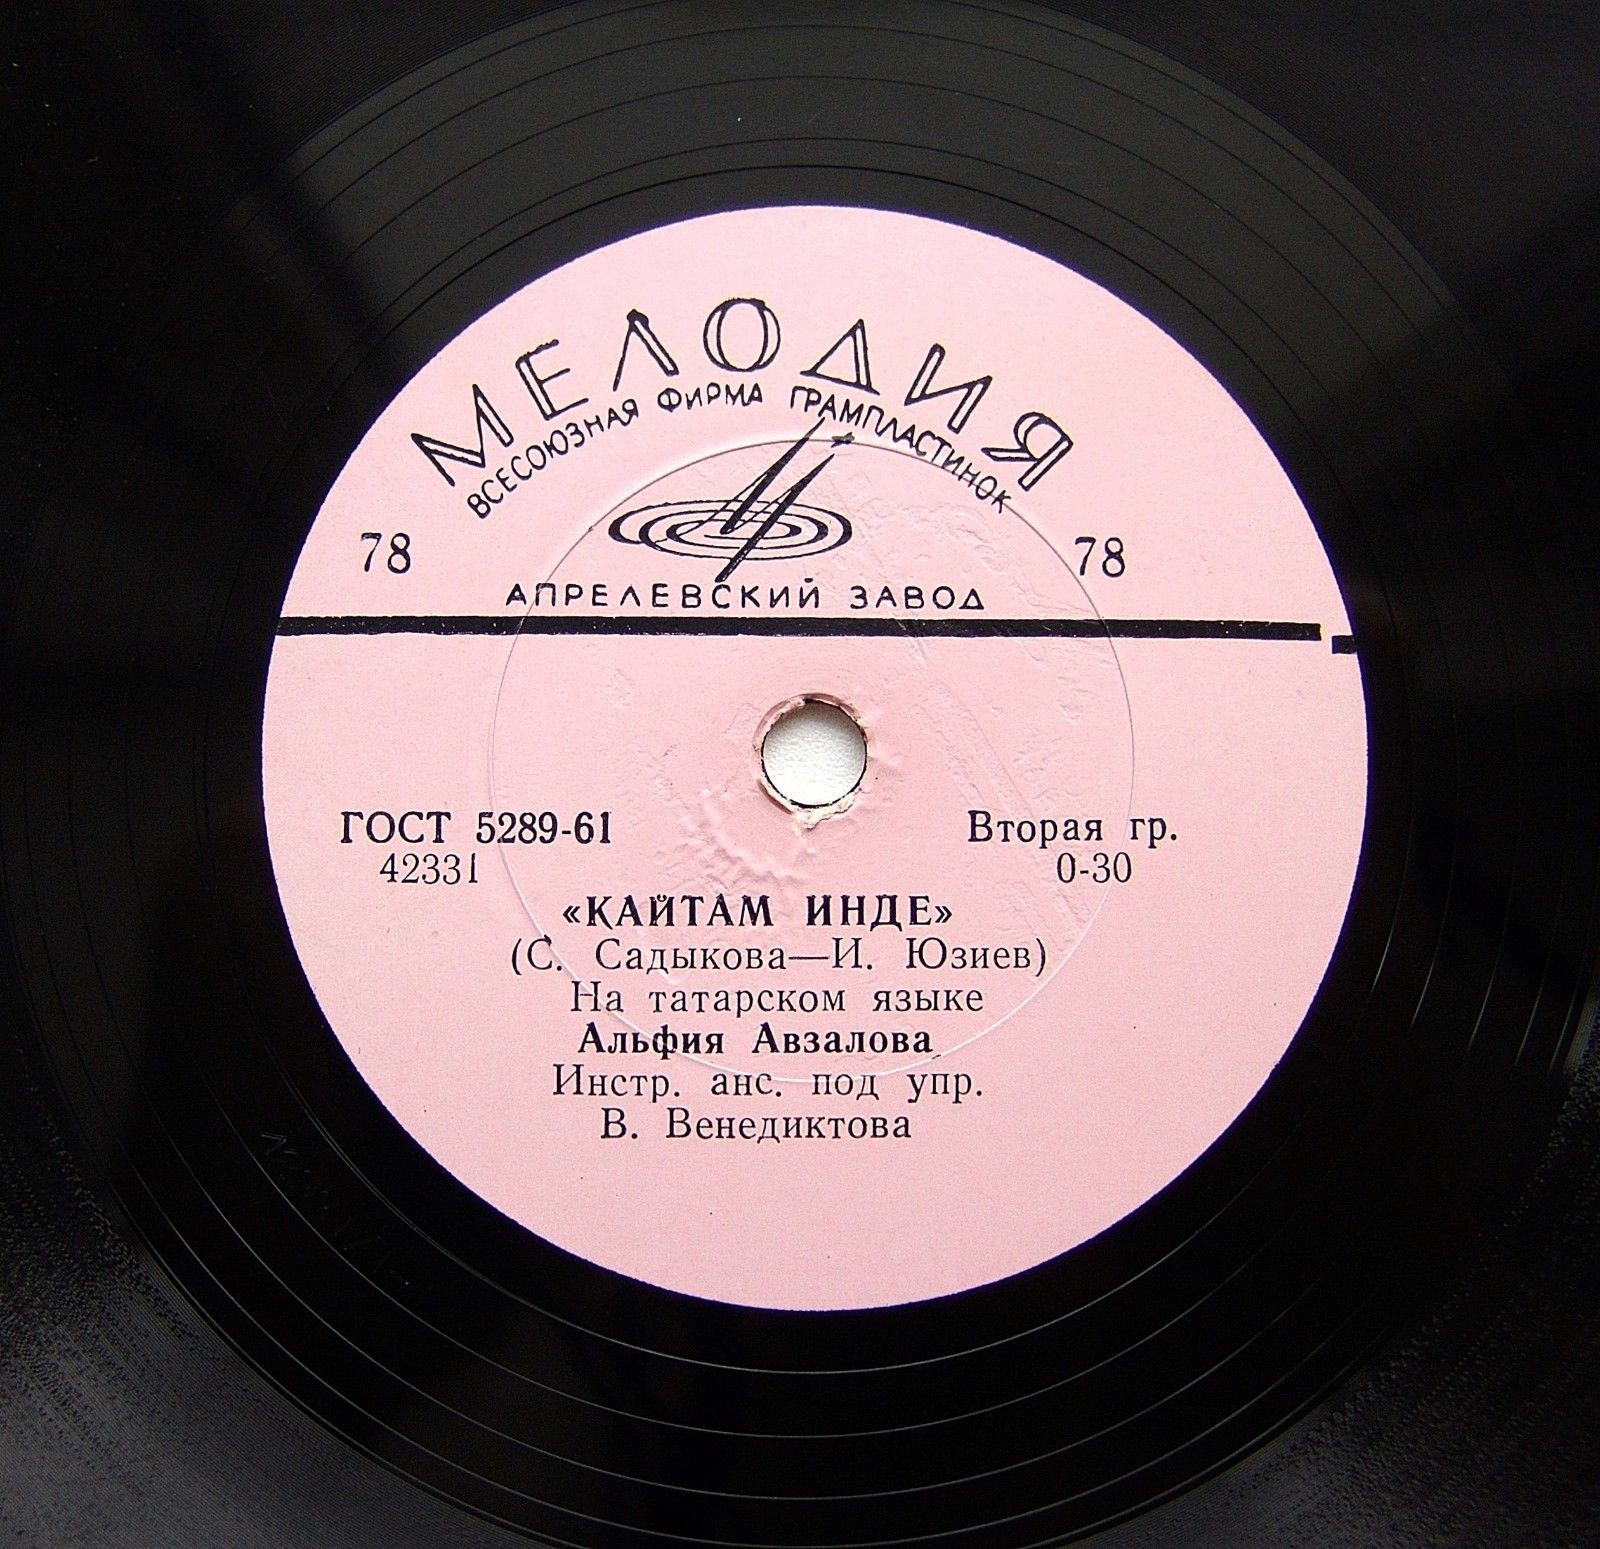 МЕЛОДИЯ
ВСЕСОЮЗНАЯ ФИРМА ГРАМПЛАСТИНОК
78 78
АПРЕЛЕВСКИЙ ЗАВОД
ГОСТ 5289-61 Вторая гр.
42331 0-30
«КАЙТАМ ИНДЕ»
(С. Садыкова—И. Юзиев)
На татарском языке
Альфия Авзалова
Инстр. анс. под упр.
В. Венедиктова